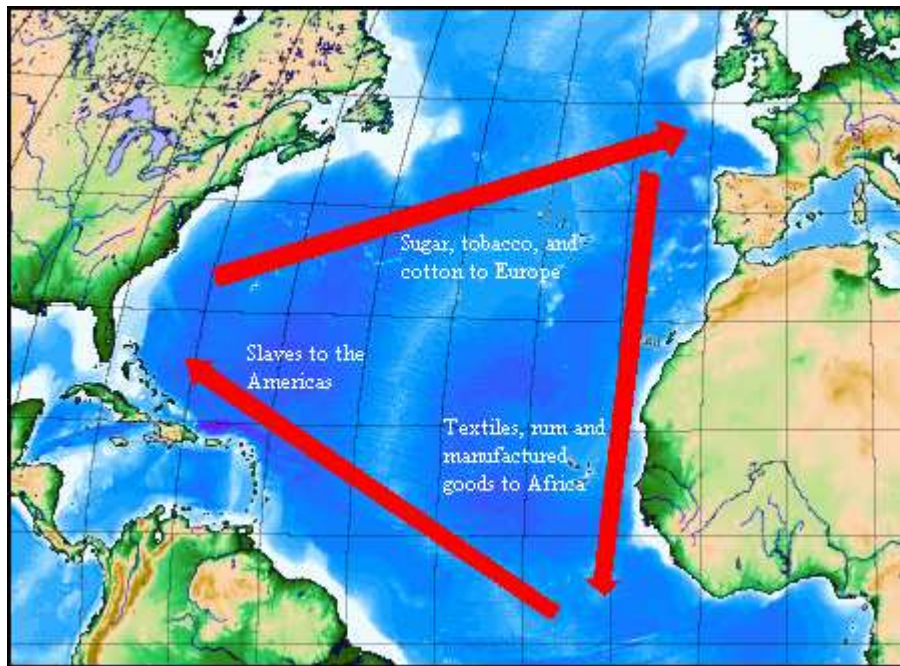 Sugar, tobacco, and
cotton to Europe
Slaves to the
Americas
Textiles, rum and
manufactured
goods to Africa